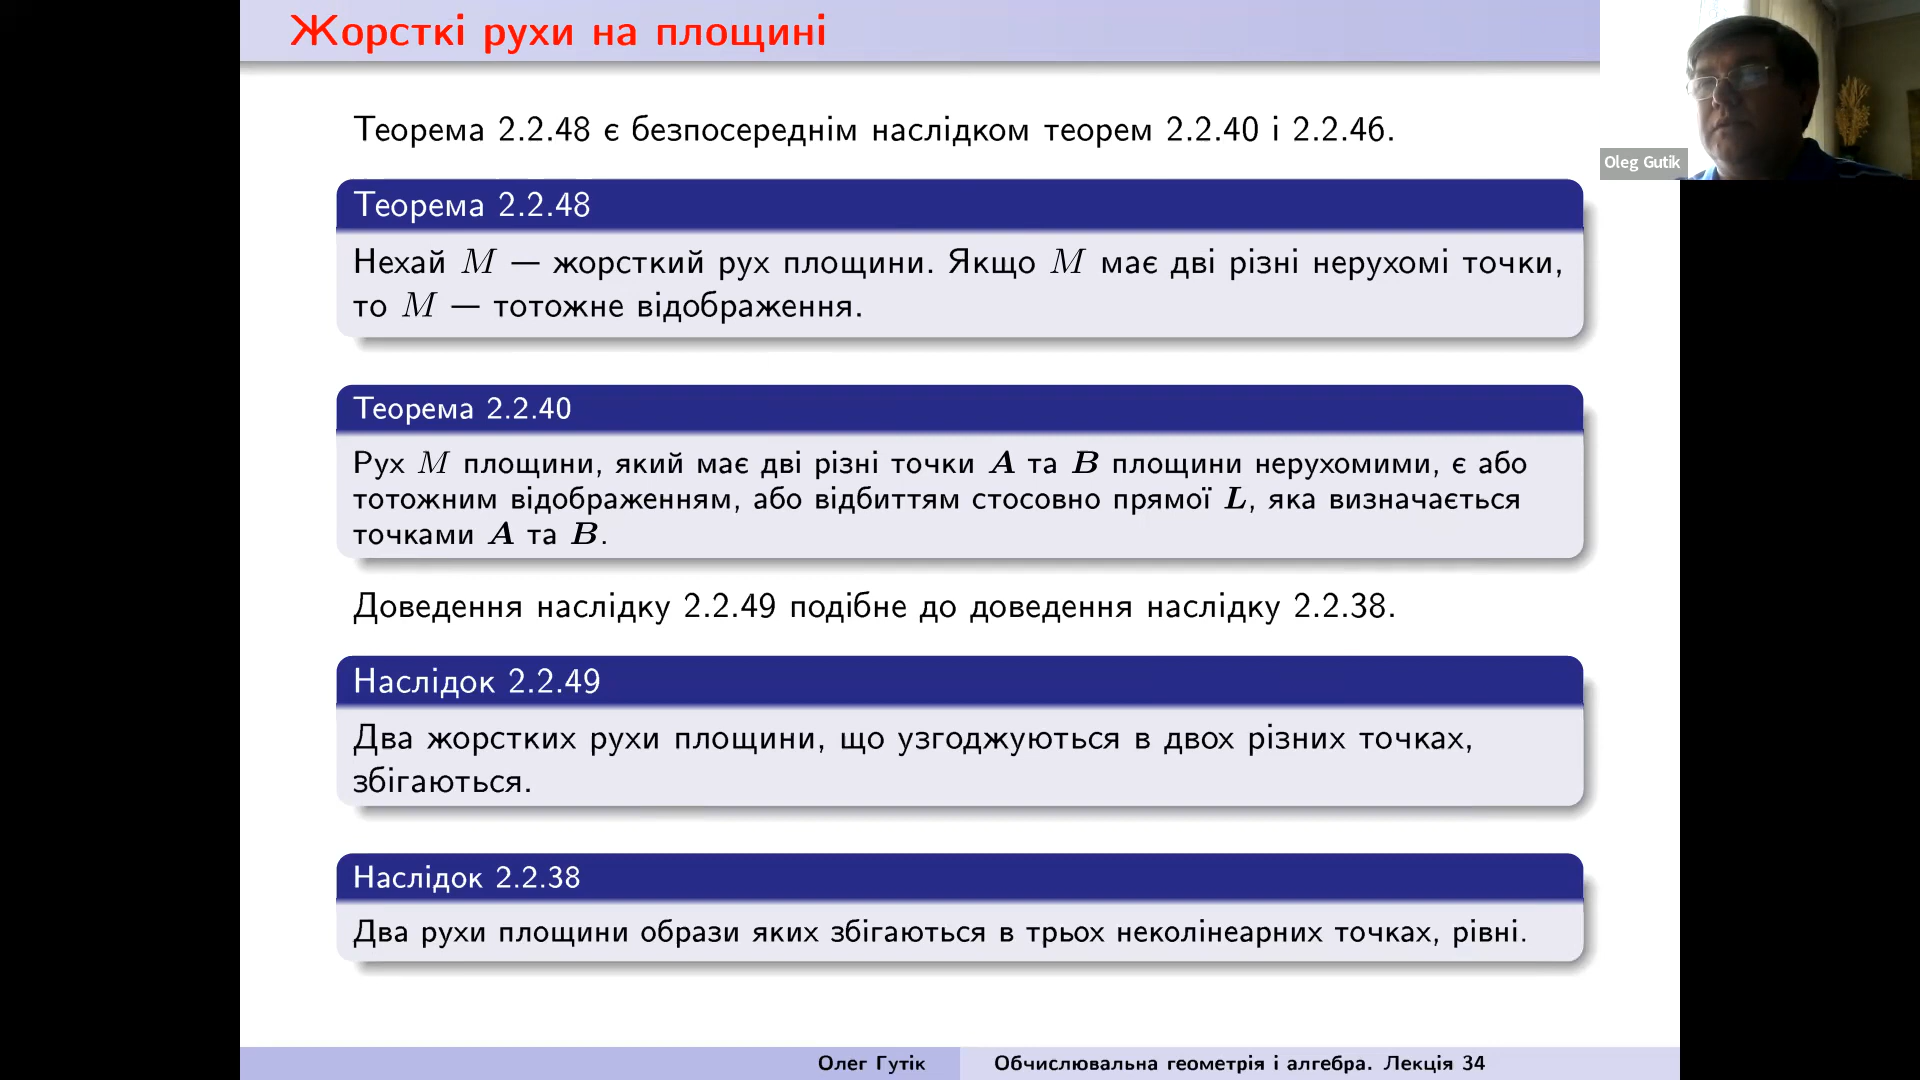 Жорсткі рухи на площині
Теорема 2.2.48 є безпосереднім наслідком теорем 2.2.40 і 2.2.46.
Oleg Gutik
Теорема 2.2.48
Нехай M — жорсткий рух площини. Якщо M має дві різні нерухомі точки,
то M — тотожне відображення.
Теорема 2.2.40
Рух M площини, який має дві різні точки A та B площини нерухомими, є або
тотожним відображенням, або відбиттям стосовно прямої L, яка визначається
точками A та B.
Доведення наслідку 2.2.49 подібне до доведення наслідку 2.2.38.
Наслідок 2.2.49
Два жорстких рухи площини, що узгоджуються в двох різних точках,
збігаються.
Наслідок 2.2.38
Два рухи площини образи яких збігаються в трьох неколінеарних точках, рівні.
Олег Гутік
Обчислювальна геометрія і алгебра. Лекція 34